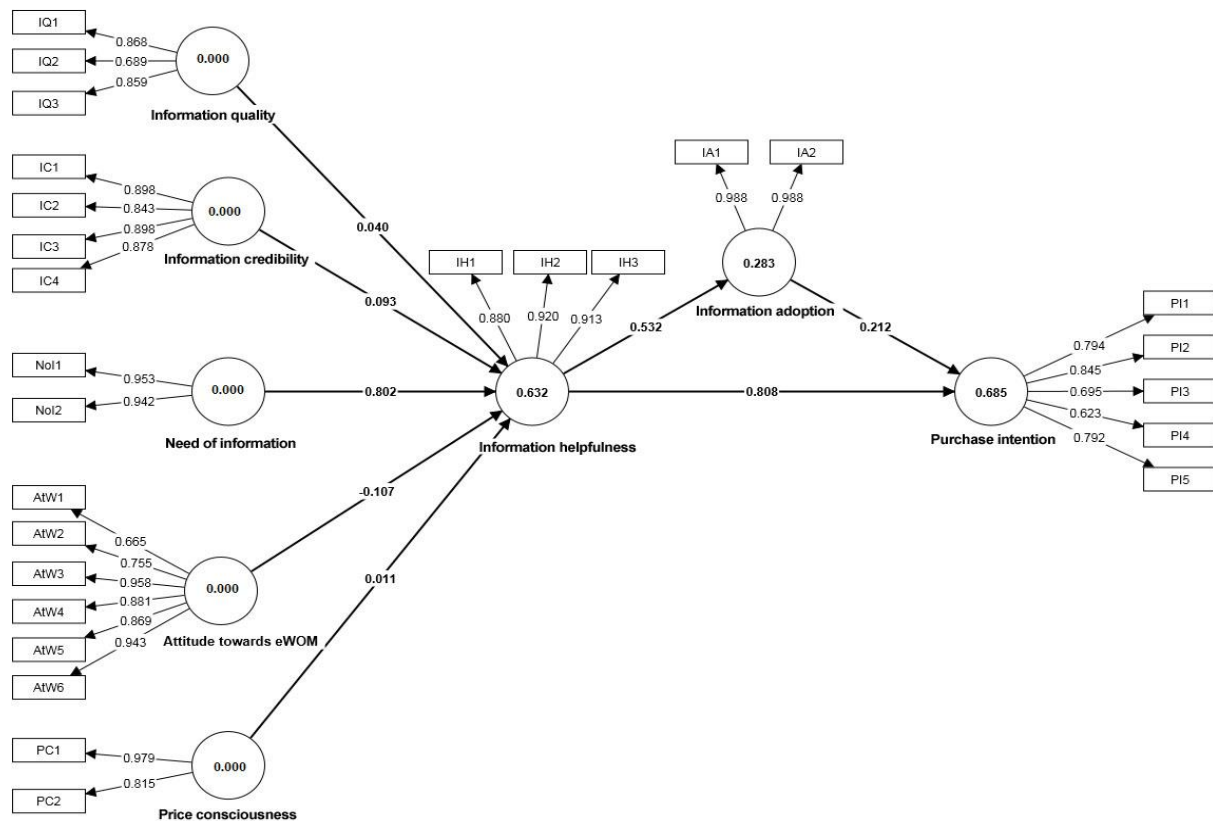 IQ1
0.868
IQ2
0.689
IQ3
0.859
0.000
Information quality
IC1
0.898
IC2
0.843
IC3
0.898
IC4
0.878
0.000
Information credibility
NoI1
0.953
NoI2
0.942
0.000
Need of information
AtW1
0.665
AtW2
0.755
AtW3
0.958
AtW4
0.881
AtW5
0.869
AtW6
0.943
0.000
Attitude towards eWOM
PC1
0.979
PC2
0.815
0.000
Price consciousness
0.040
0.093
0.802
-0.107
0.011
IH1
IH2
IH3
0.880
0.920
0.913
0.632
Information helpfulness
0.532
0.808
IA1
IA2
0.988
0.988
0.283
Information adoption
0.212
0.685
Purchase intention
PI1
0.794
PI2
0.845
PI3
0.695
PI4
0.623
PI5
0.792